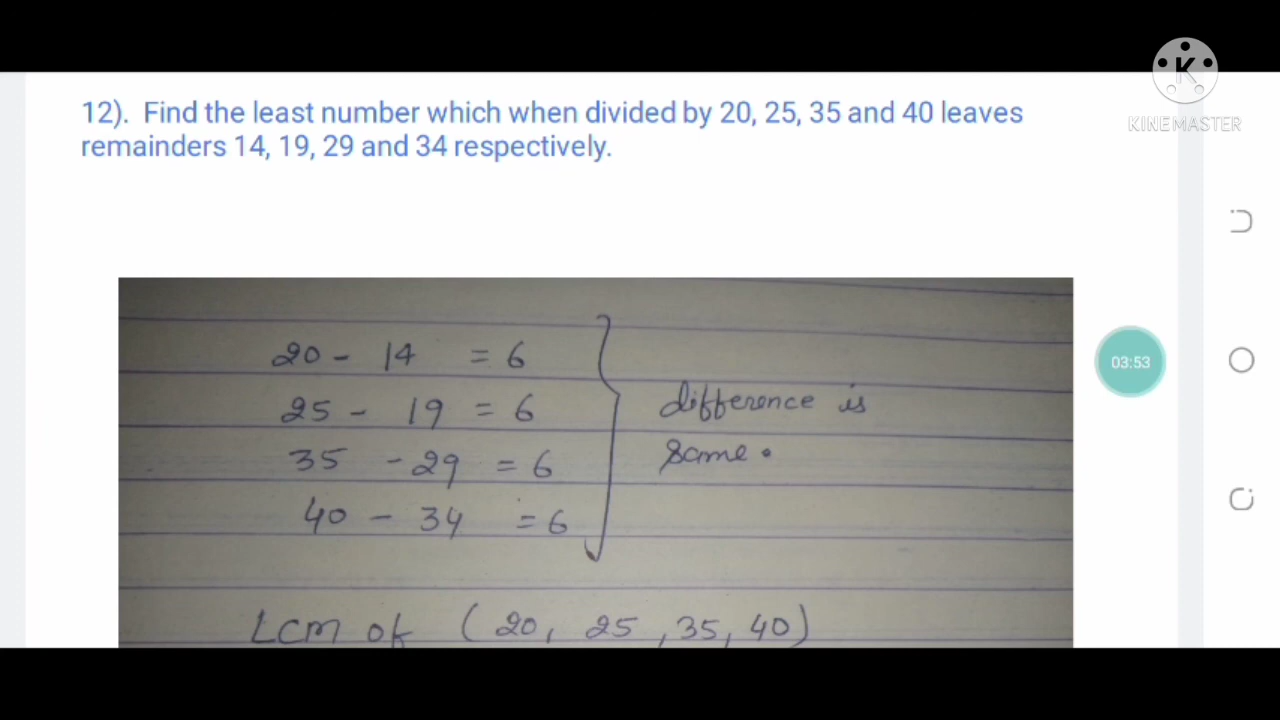 12). Find the least number which when divided by 20, 25, 35 and 40 leaves
remainders 14, 19, 29 and 34 respectively.
K
KINEMASTER
20 - 14 = 6
25 - 19 = 6
35 - 29 = 6
40 - 34 = 6
difference is
same.
03:53
LCM of (20, 25, 35, 40)